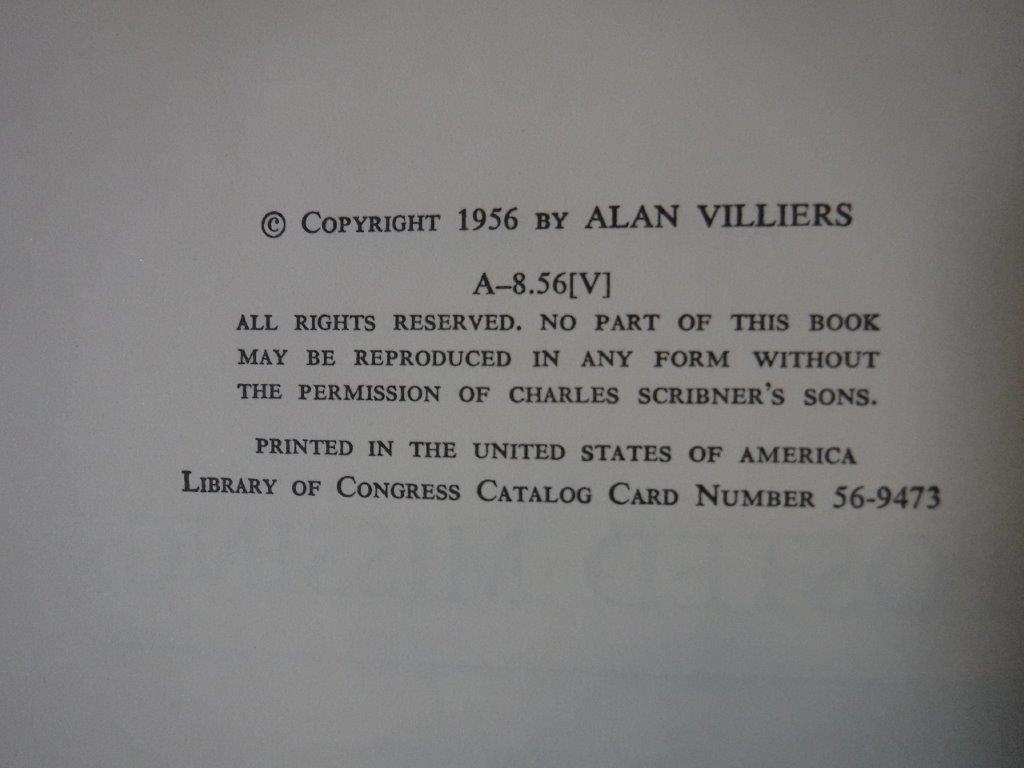 © COPYRIGHT 1956 BY ALAN VILLIERS
A–8.56[V]
ALL RIGHTS RESERVED. NO PART OF THIS BOOK
MAY BE REPRODUCED IN ANY FORM WITHOUT
THE PERMISSION OF CHARLES SCRIBNER'S SONS.
PRINTED IN THE UNITED STATES OF AMERICA
LIBRARY OF CONGRESS CATALOG CARD NUMBER 56-9473